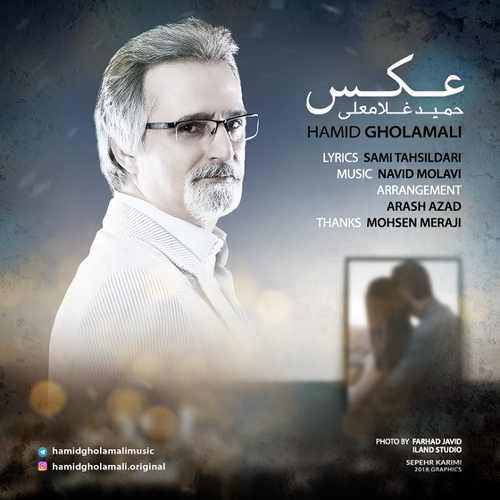 عکس
حمید غلامعلی
HAMID GHOLAMALI
LYRICS SAMI TAHSILDARI
MUSIC NAVID MOLAVI
ARRANGEMENT
ARASH AZAD
THANKS MOHSEN MERAJI
PHOTO BY FARHAD JAVID
ILAND STUDIO
SEPEHR KARIMI
2018 GRAPHICS
hamidgholamalimusic
hamidgholamali.original